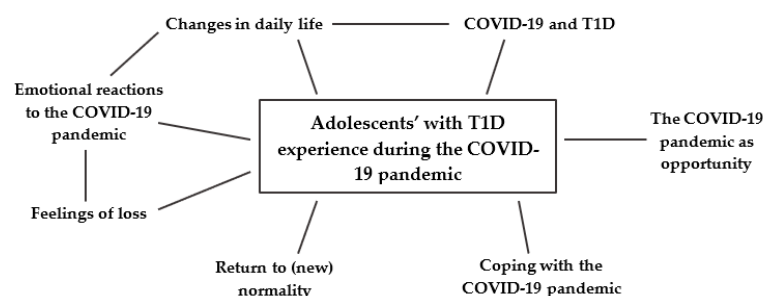 Changes in daily life
COVID-19 and T1D
Emotional reactions
to the COVID-19
pandemic
Adolescents’ with T1D
experience during the COVID-
19 pandemic
The COVID-19
pandemic as
opportunity
Feelings of loss
Return to (new)
normality
Coping with the
COVID-19 pandemic